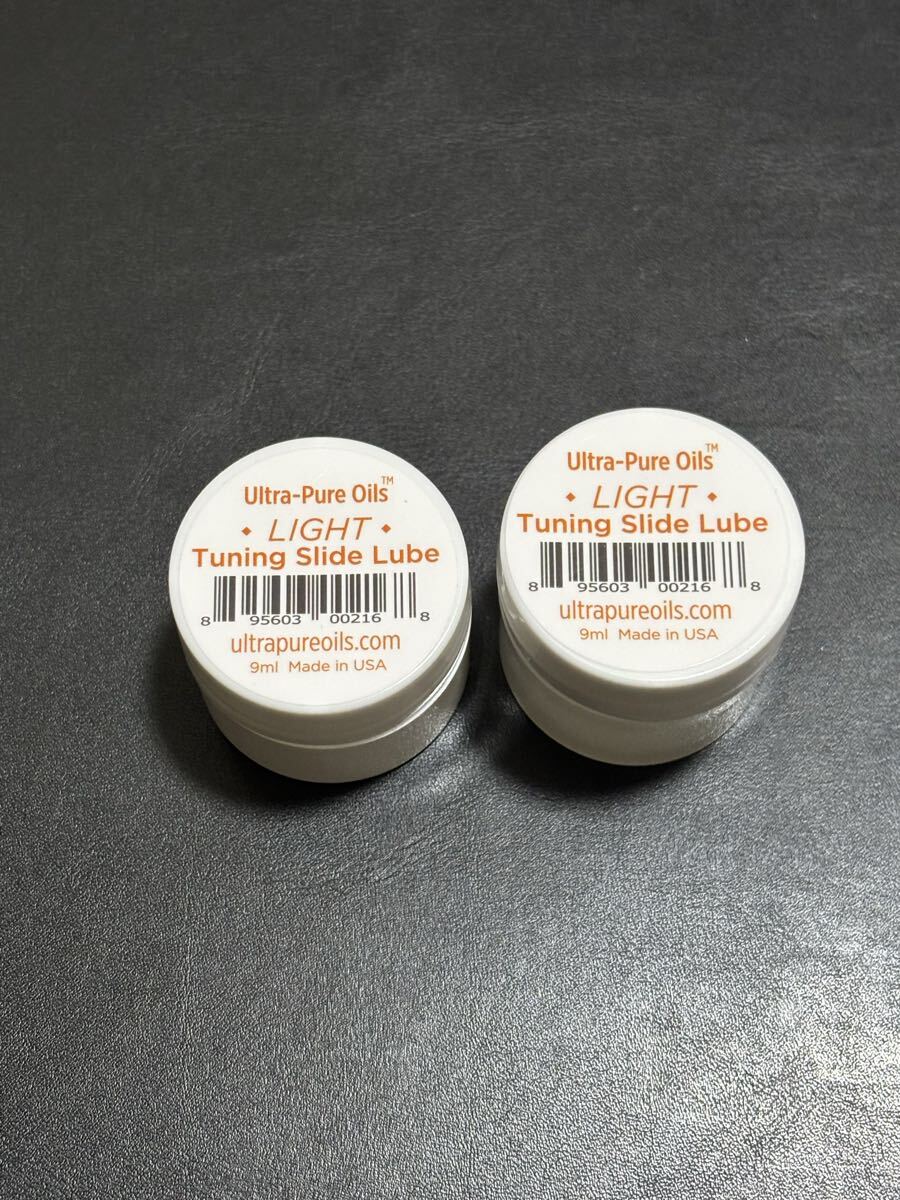 Ultra-Pure Oils™
• LIGHT •
Tuning Slide Lube
8 95603 00216 8
ultrapureoils.com
9ml Made in USA
Ultra-Pure Oils™
• LIGHT •
Tuning Slide Lube
8 95603 00216 8
ultrapureoils.com
9ml Made in USA